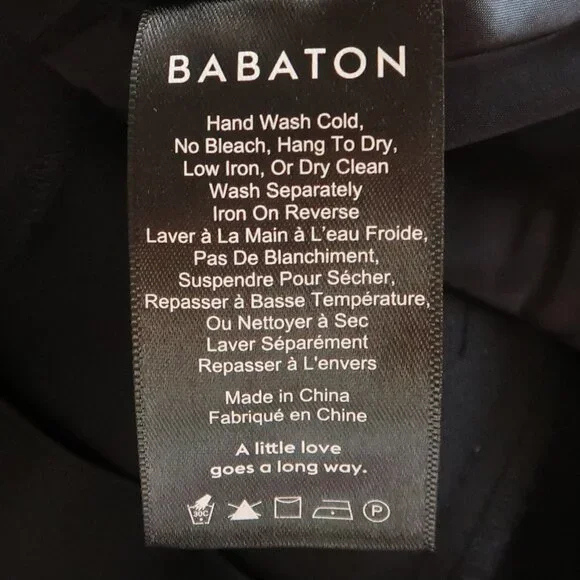 BABATON
Hand Wash Cold,
No Bleach, Hang To Dry,
Low Iron, Or Dry Clean
Wash Separately
Iron On Reverse
Laver à La Main à L'eau Froide,
Pas De Blanchiment,
Suspendre Pour Sécher,
Repasser à Basse Température,
Ou Nettoyer à Sec
Laver Séparément
Repasser à L'envers
Made in China
Fabriqué en Chine
A little love
goes a long way.
30C P